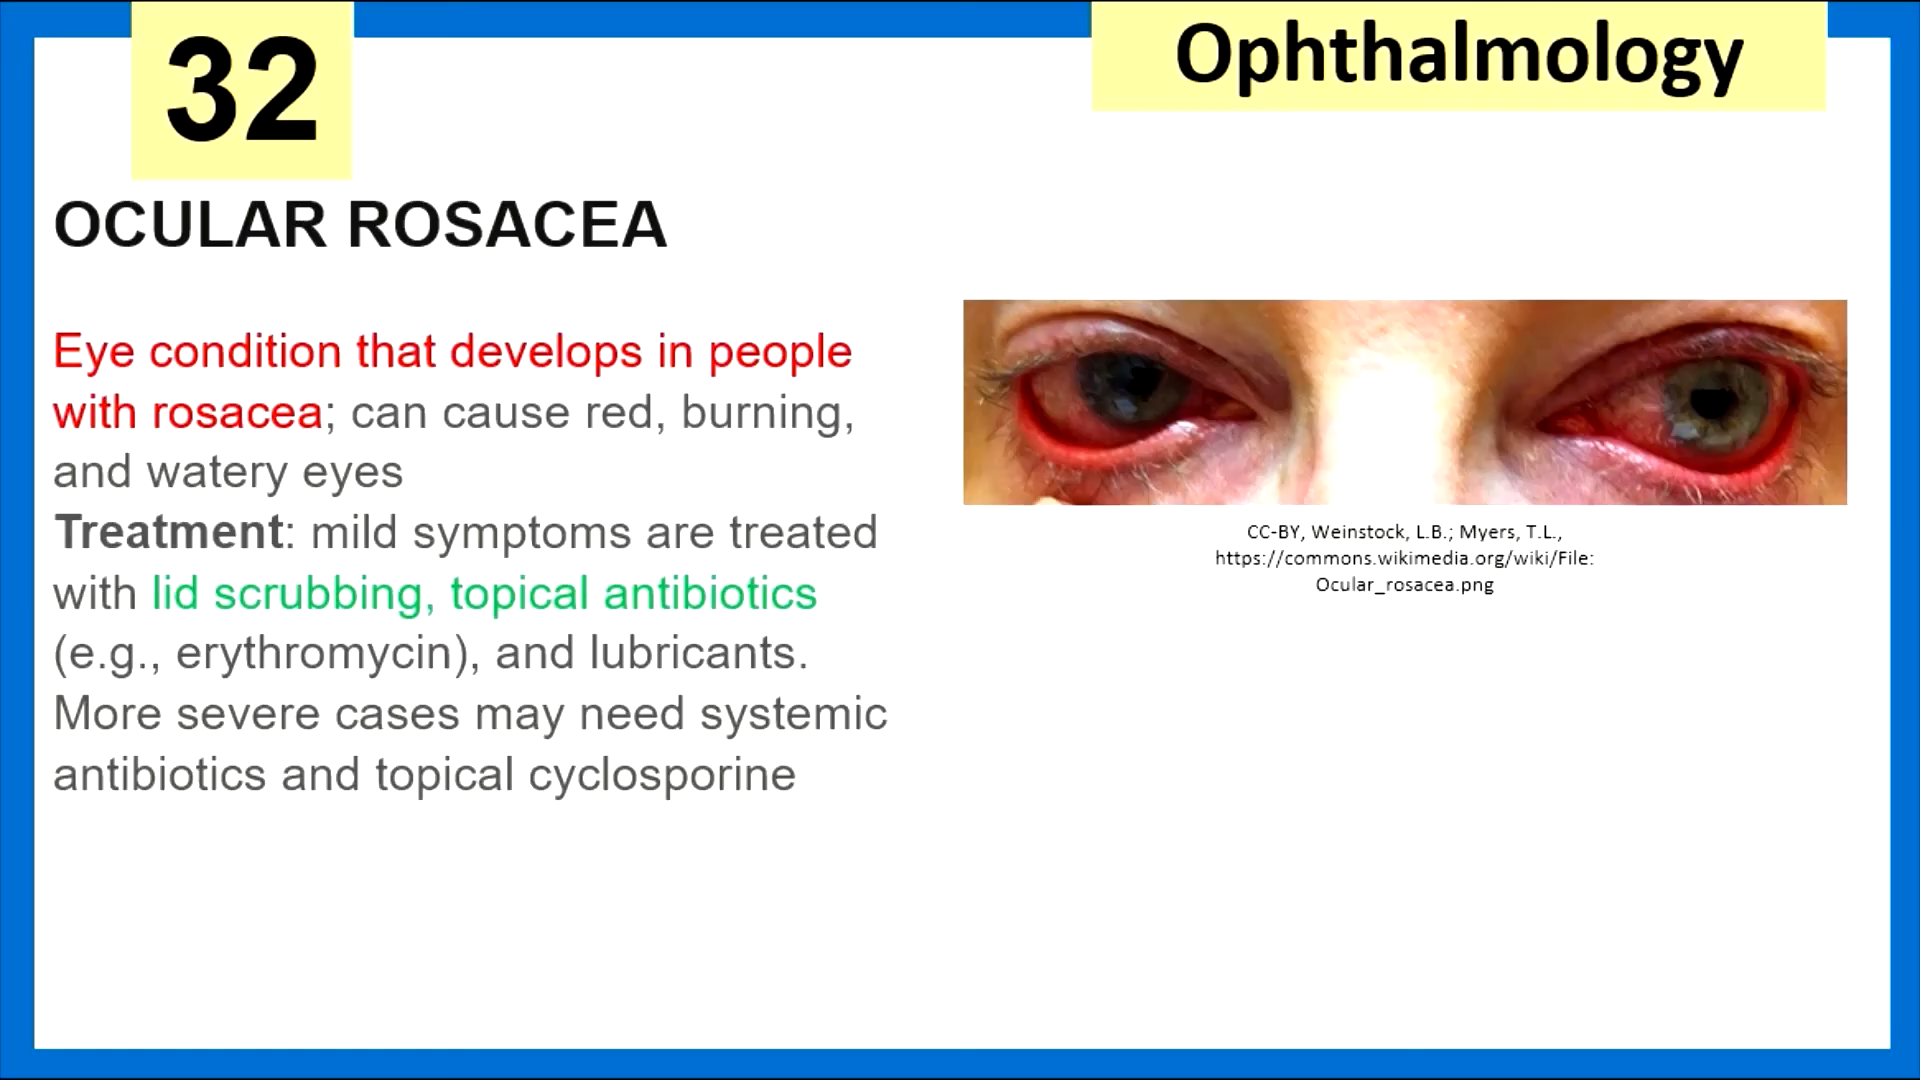 32
Ophthalmology
OCULAR ROSACEA
Eye condition that develops in people
with rosacea; can cause red, burning,
and watery eyes
Treatment: mild symptoms are treated
with lid scrubbing, topical antibiotics
(e.g., erythromycin), and lubricants.
More severe cases may need systemic
antibiotics and topical cyclosporine
CC-BY, Weinstock, L.B.; Myers, T.L.,
https://commons.wikimedia.org/wiki/File:
Ocular_rosacea.png